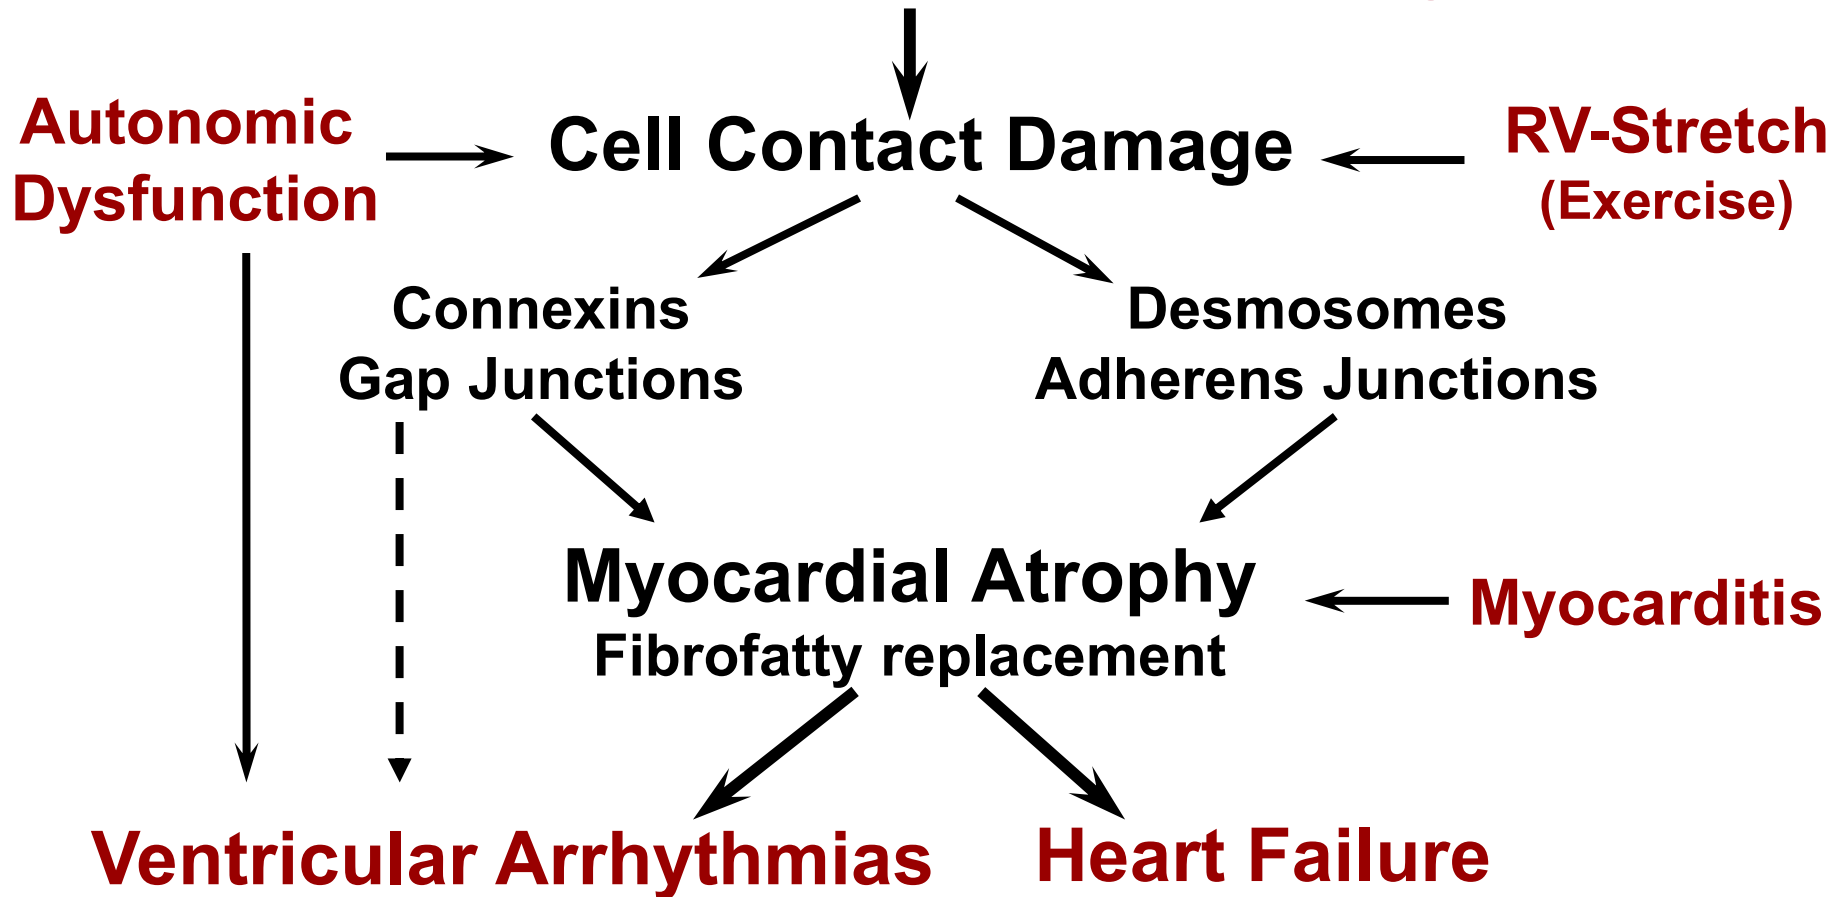 Autonomic
Dysfunction
Cell Contact Damage
RV-Stretch
(Exercise)
Connexins
Gap Junctions
Desmosomes
Adherens Junctions
Myocardial Atrophy
Fibrofatty replacement
Myocarditis
Ventricular Arrhythmias
Heart Failure